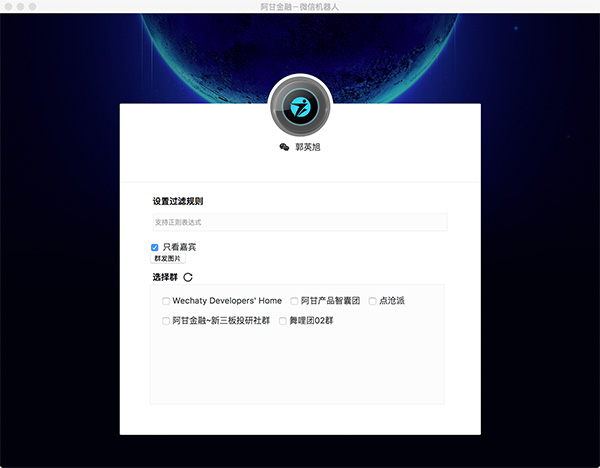 阿甘金融-微信机器人
郭英旭
设置过滤规则
支持正则表达式
只看嘉宾
群发图片
选择群
Wechaty Developers' Home 阿甘产品智囊团 点沧派
阿甘金融~新三板投研社群 舞哩团02群